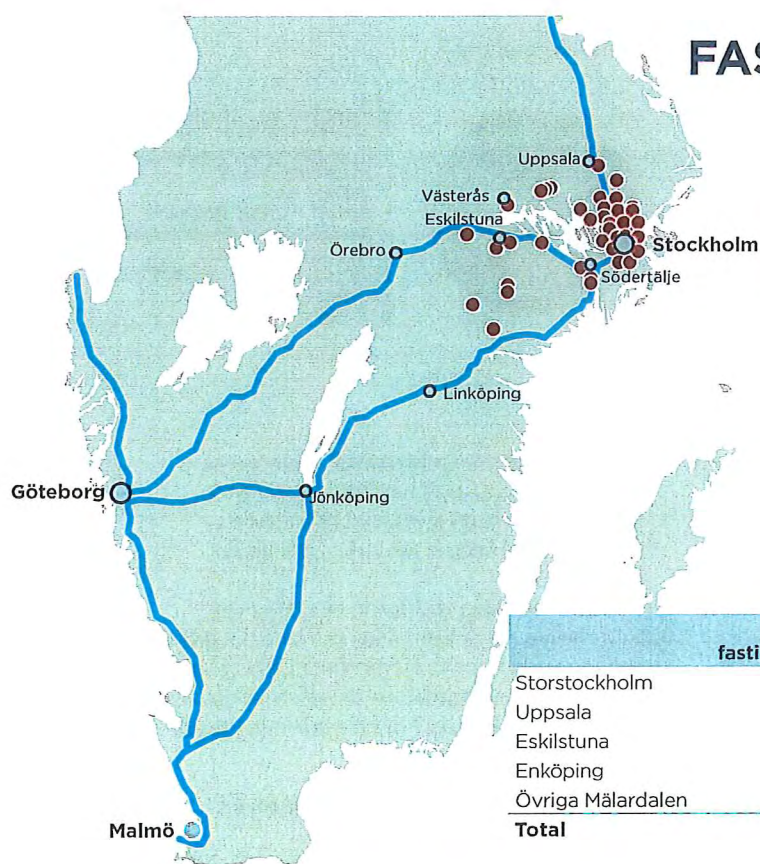 FAS
Uppsala
Västerås
Eskilstuna
Stockholm
Örebro
Södertälje
Linköping
Göteborg
Jönköping
fasti
Storstockholm
Uppsala
Eskilstuna
Enköping
Övriga Mälardalen
Total
Malmö